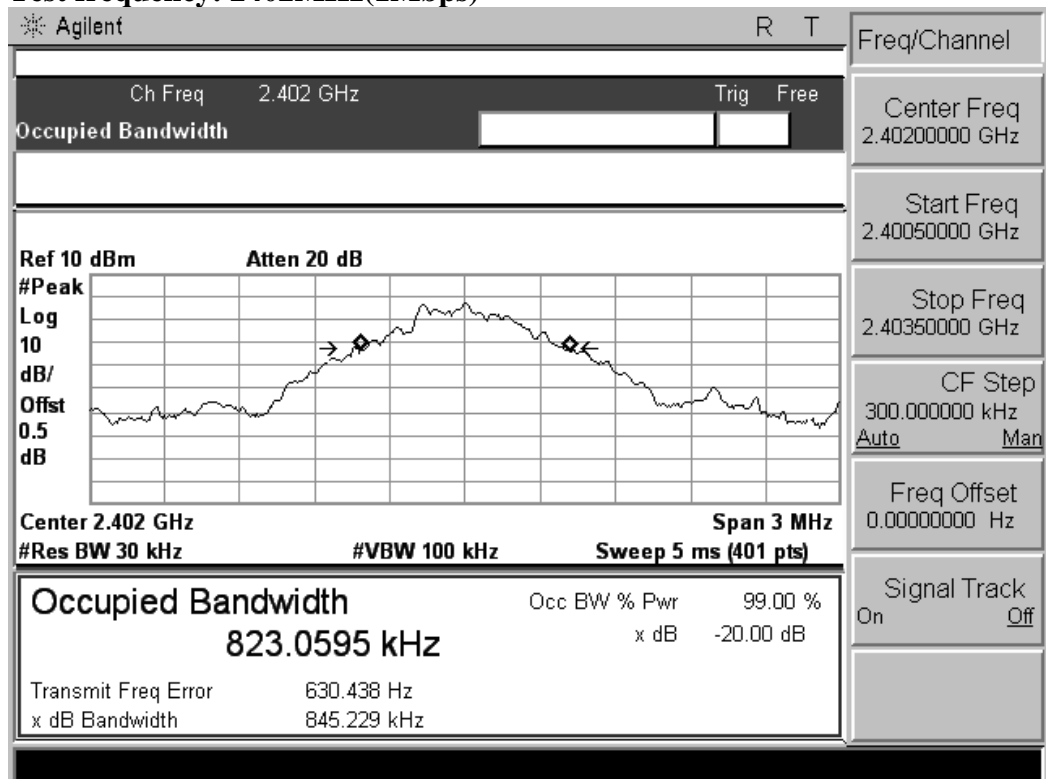 Agilent R T
Ch Freq 2.402 GHz Trig Free
Occupied Bandwidth
Ref 10 dBm Atten 20 dB
#Peak
Log
10
dB/
Offst
0.5
dB
Center 2.402 GHz Span 3 MHz
#Res BW 30 kHz #VBW 100 kHz Sweep 5 ms (401 pts)
Occupied Bandwidth
823.0595 kHz
Occ BW % Pwr 99.00 %
x dB -20.00 dB
Transmit Freq Error 630.438 Hz
x dB Bandwidth 845.229 kHz
Freq/Channel
Center Freq
2.40200000 GHz
Start Freq
2.40050000 GHz
Stop Freq
2.40350000 GHz
CF Step
300.000000 kHz
Auto Man
Freq Offset
0.00000000 Hz
Signal Track
On Off